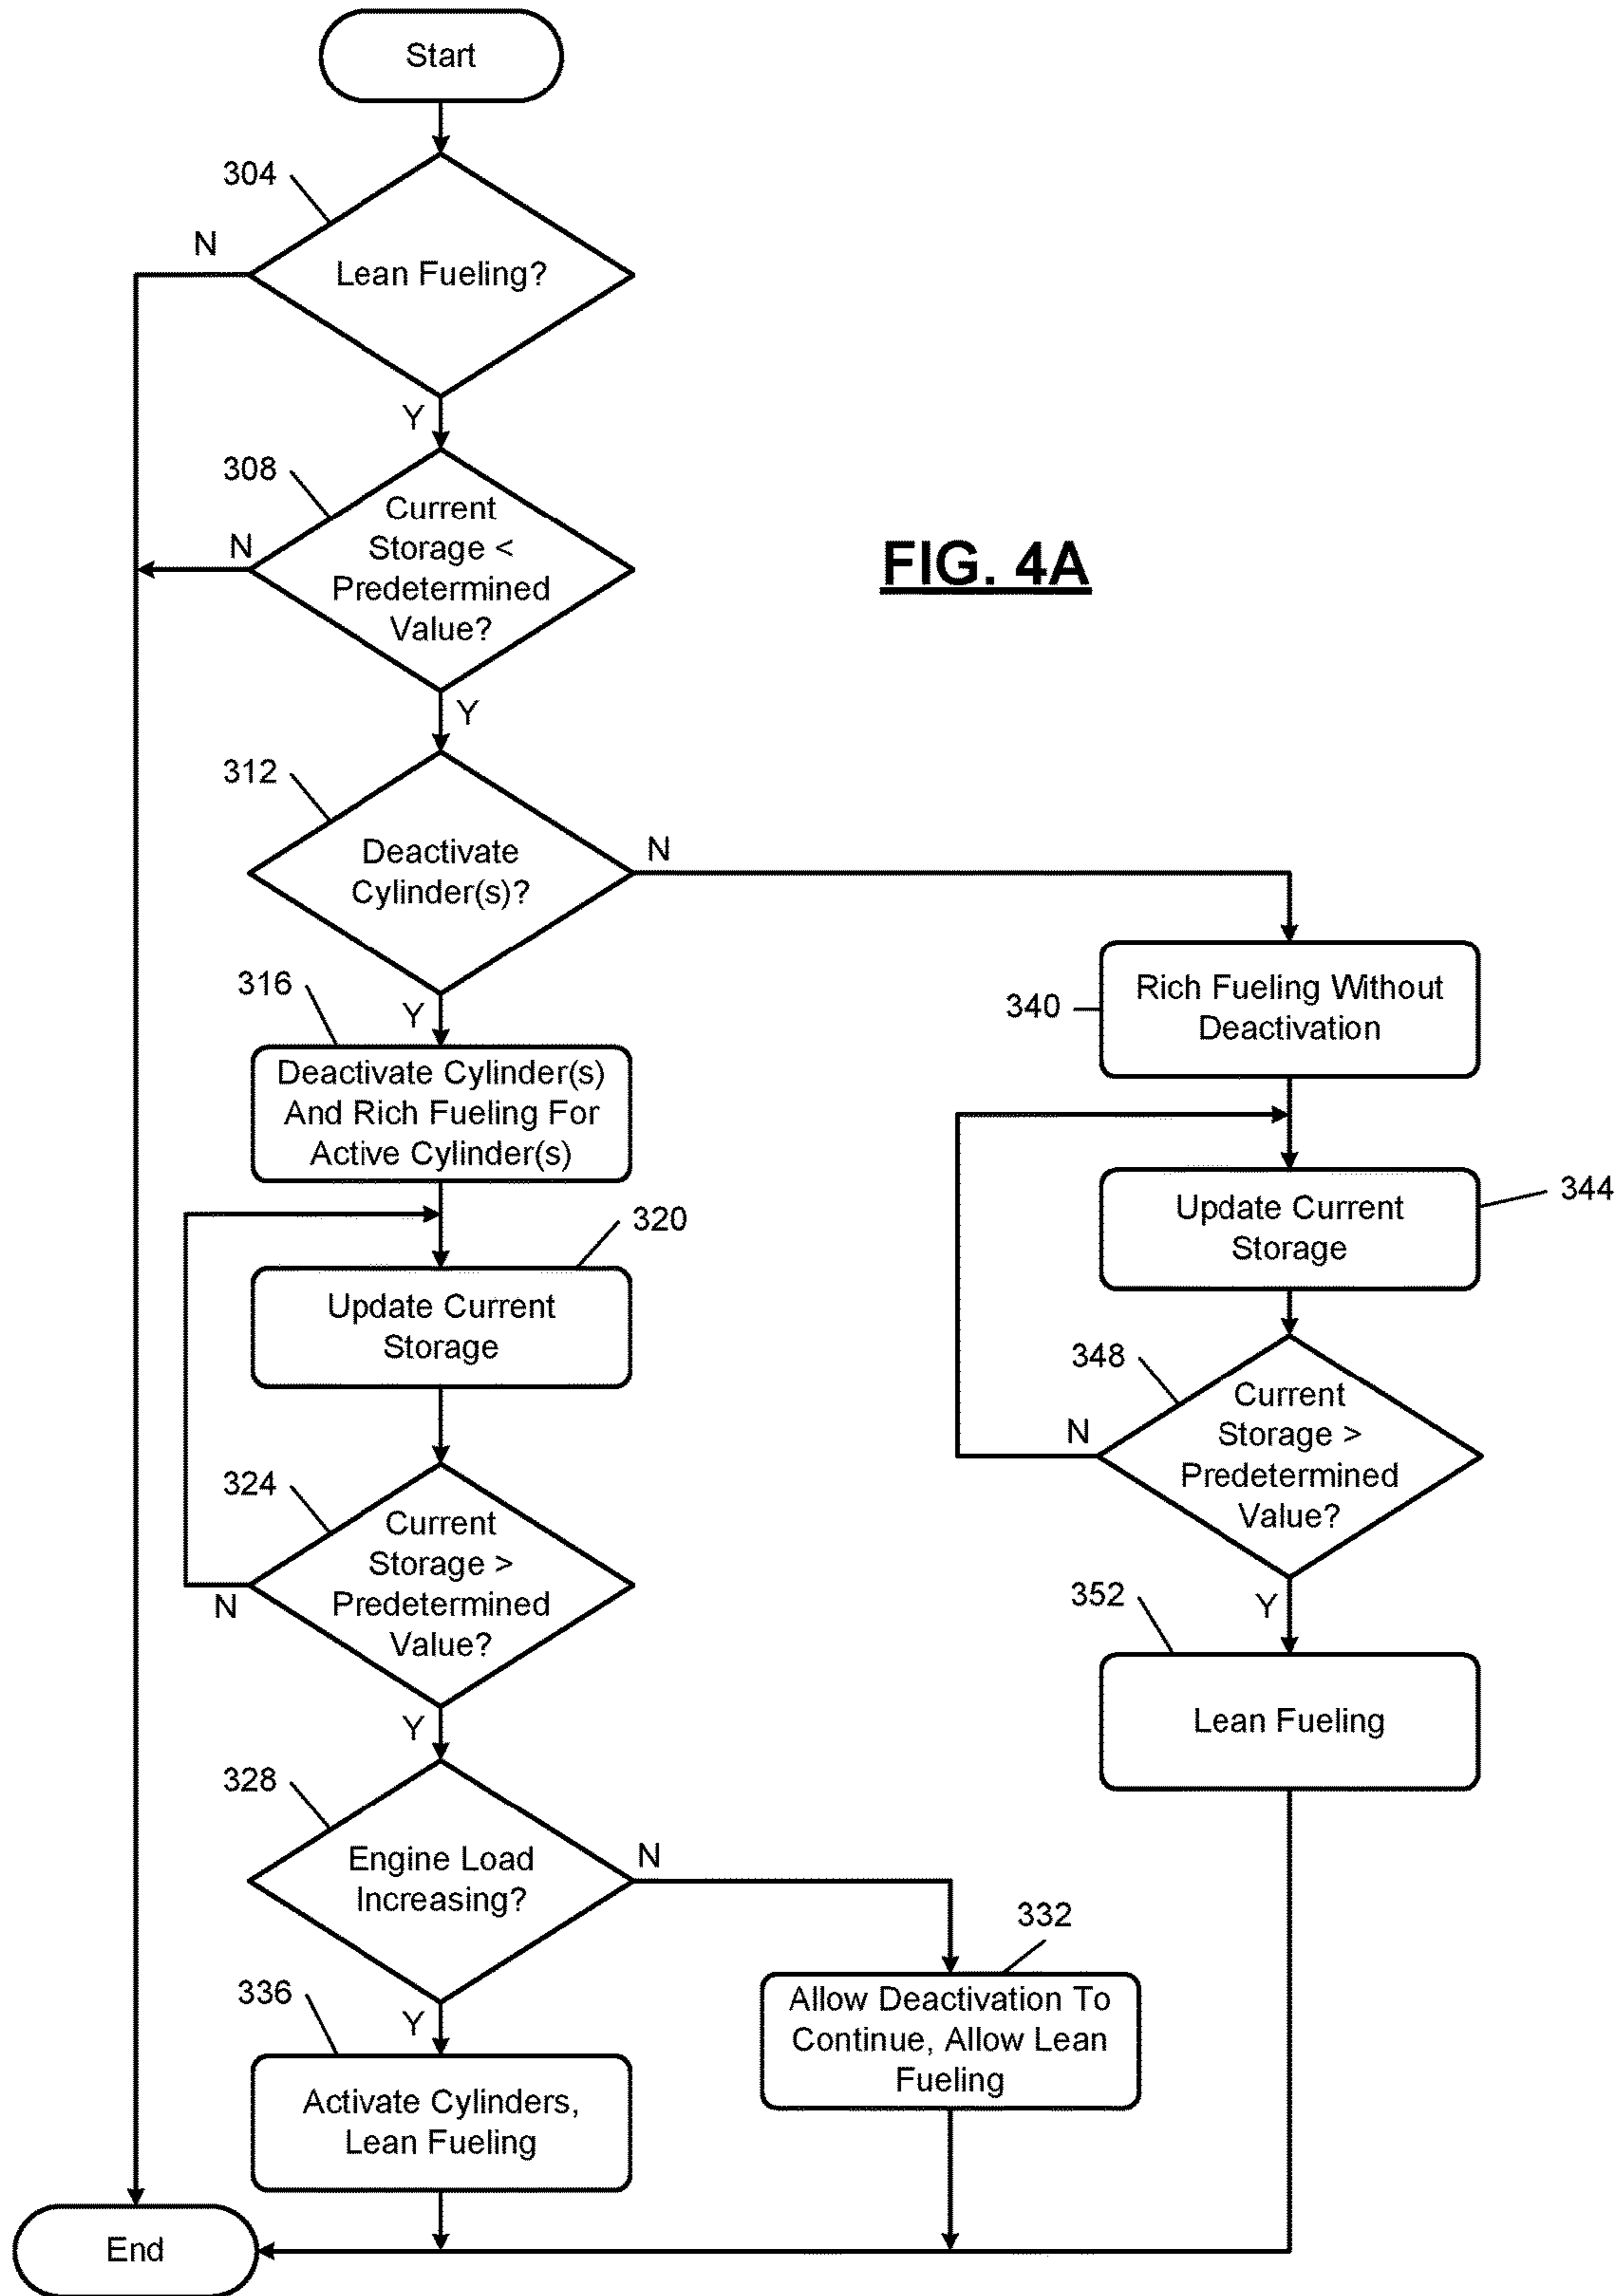 Start
304
N
Lean Fueling?
Y
308
N
Current
Storage <
Predetermined
Value?
FIG. 4A
Y
312
Deactivate
Cylinder(s)?
N
316
Y
340
Rich Fueling Without
Deactivation
Deactivate Cylinder(s)
And Rich Fueling For
Active Cylinder(s)
320
Update Current
Storage
344
Update Current
Storage
348
N
Current
Storage >
Predetermined
Value?
324
N
Current
Storage >
Predetermined
Value?
352
Y
Lean Fueling
Y
328
Engine Load
Increasing?
N
332
Allow Deactivation To
Continue, Allow Lean
Fueling
336
Y
Activate Cylinders,
Lean Fueling
End